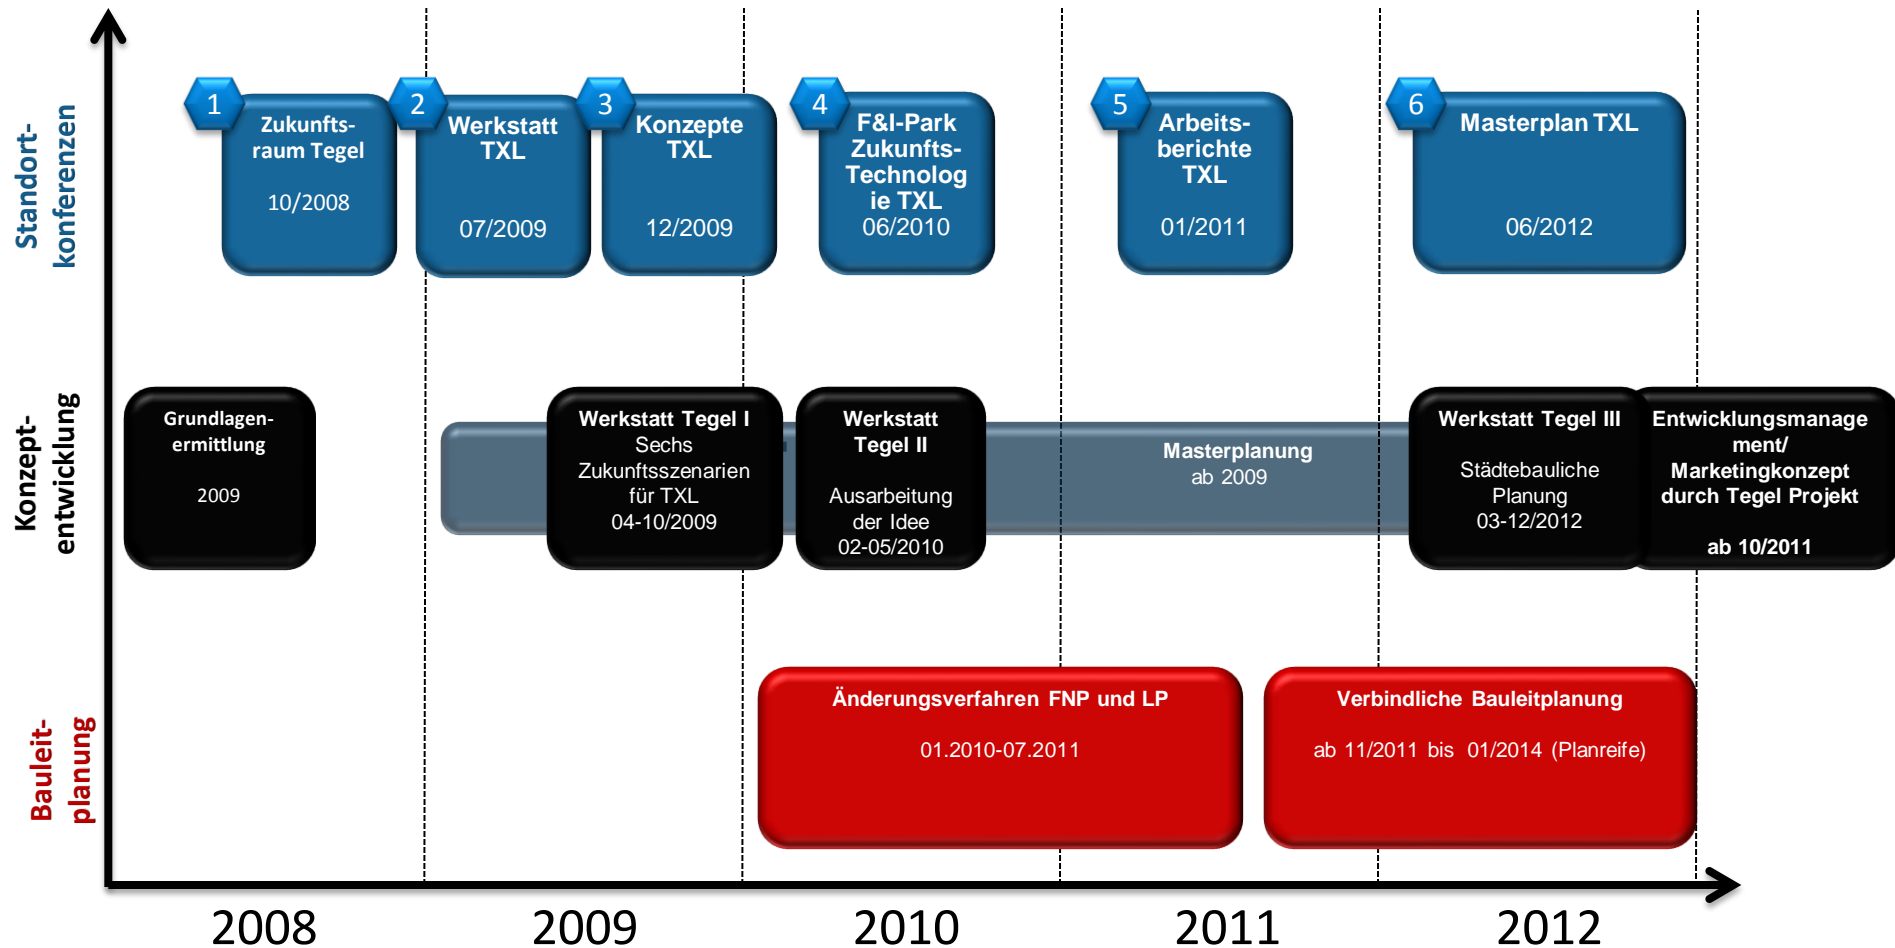 Standort-
konferenzen
1
Zukunfts-
raum Tegel
10/2008
2
Werkstatt
TXL
07/2009
3
Konzepte
TXL
12/2009
4
F&I-Park
Zukunfts-
Technolog
ie TXL
06/2010
5
Arbeits-
berichte
TXL
01/2011
6
Masterplan TXL
06/2012
Konzept-
entwicklung
Grundlagen-
ermittlung
2009
Werkstatt Tegel I
Sechs
Zukunftsszenarien
für TXL
04-10/2009
Werkstatt
Tegel II
Ausarbeitung
der Idee
02-05/2010
Masterplanung
ab 2009
Werkstatt Tegel III
Städtebauliche
Planung
03-12/2012
Entwicklungsmanage
ment/
Marketingkonzept
durch Tegel Projekt
ab 10/2011
Bauleit-
planung
Änderungsverfahren FNP und LP
01.2010-07.2011
Verbindliche Bauleitplanung
ab 11/2011 bis  01/2014 (Planreife)
2008
2009
2010
2011
2012